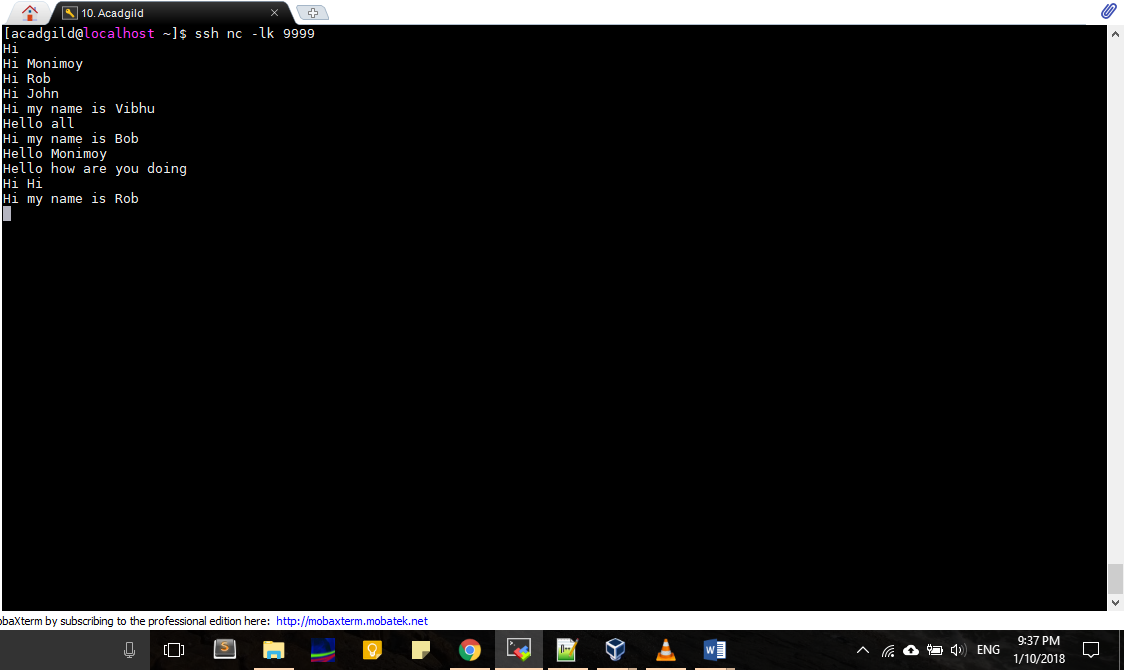 10. Acadgild
[acadgild@localhost ~]$ ssh nc -lk 9999
Hi
Hi Monimoy
Hi Rob
Hi John
Hi my name is Vibhu
Hello all
Hi my name is Bob
Hello Monimoy
Hello how are you doing
Hi Hi
Hi my name is Rob
obaXterm by subscribing to the professional edition here: http://mobaxterm.mobatek.net
S
W
ENG
9:37 PM
1/10/2018